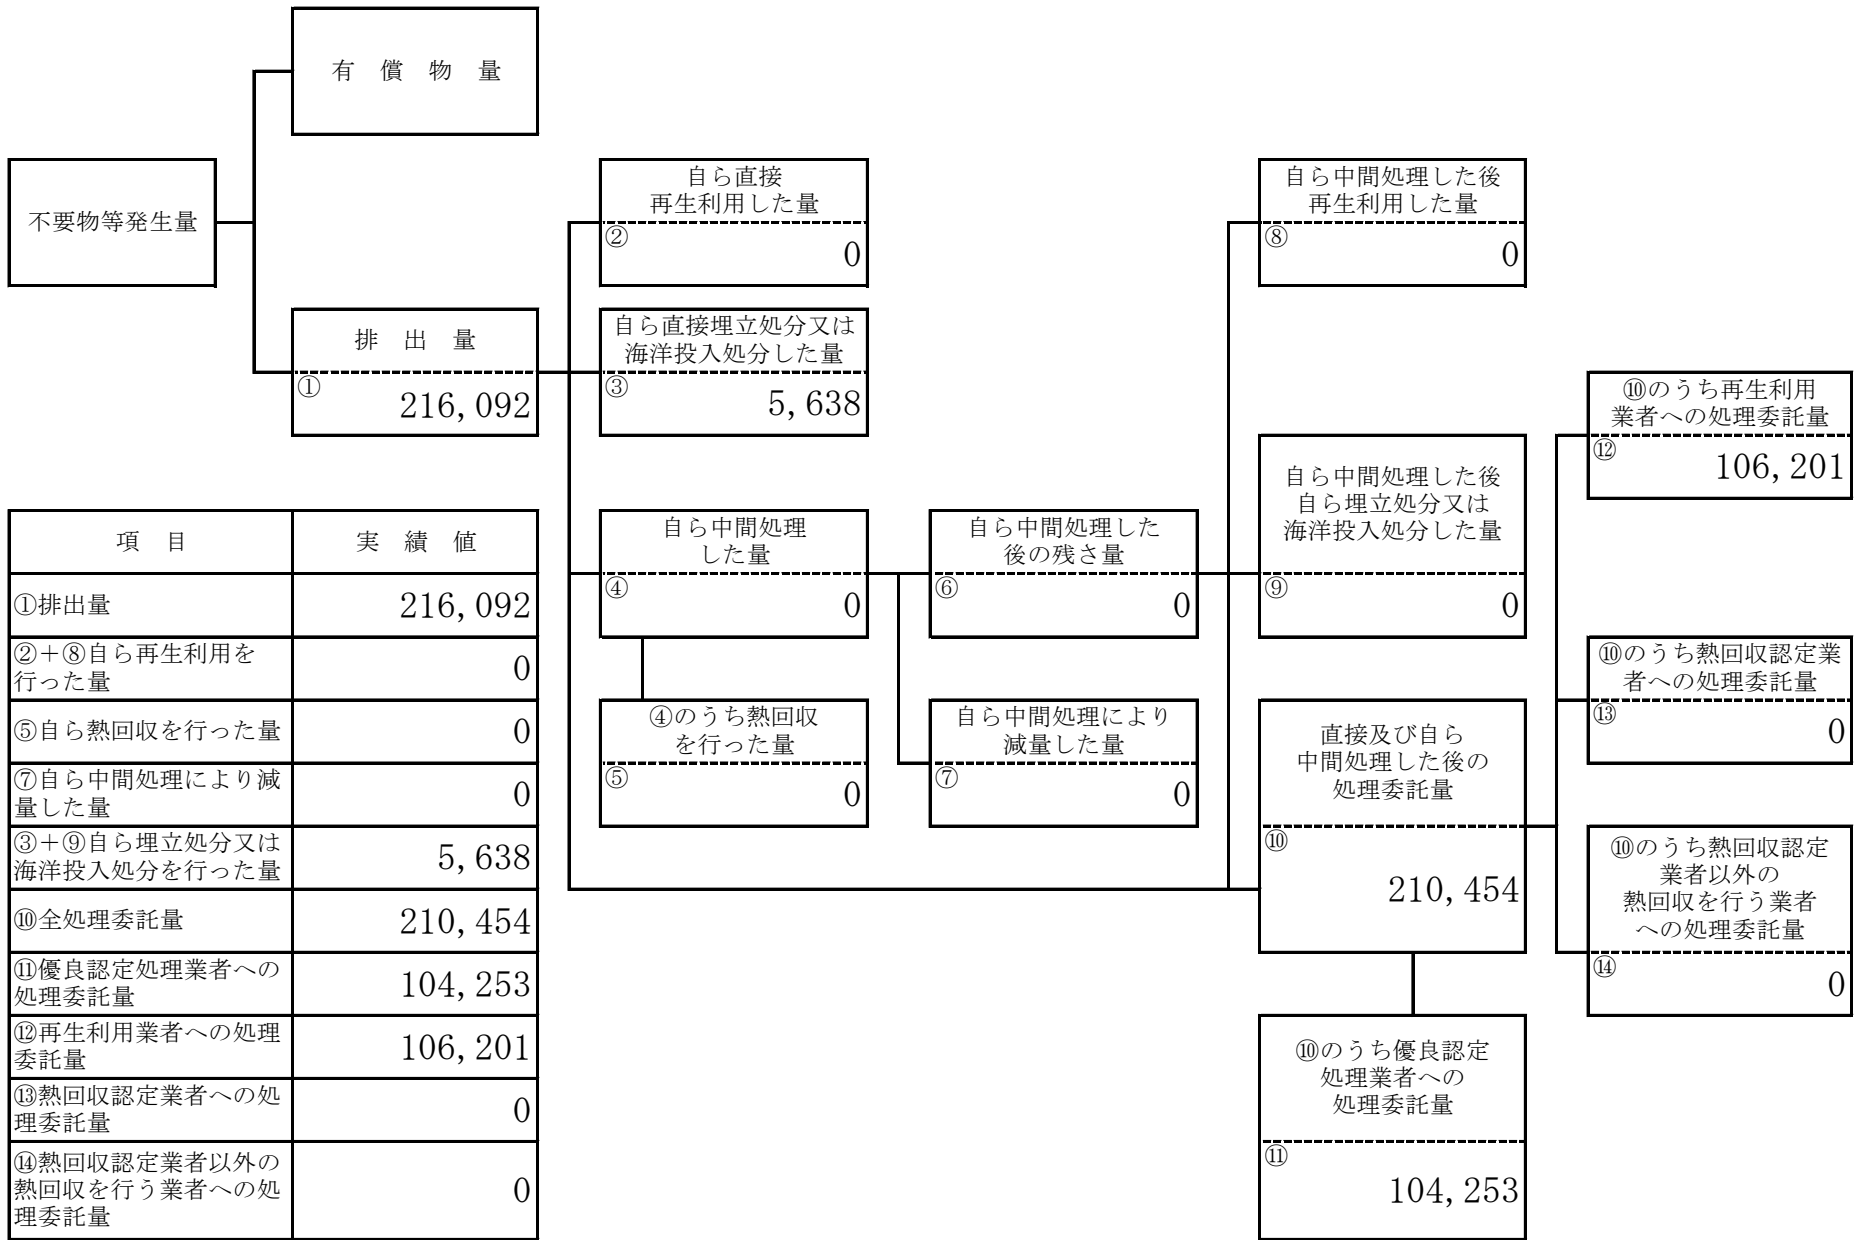 有　償　物　量
不要物等発生量
排　出　量
①
216,092
自ら直接
再生利用した量
②
0
自ら直接埋立処分又は
海洋投入処分した量
③
5,638
自ら中間処理
した量
④
0
④のうち熱回収
を行った量
⑤
0
自ら中間処理した
後の残さ量
⑥
0
自ら中間処理により
減量した量
⑦
0
自ら中間処理した後
再生利用した量
⑧
0
自ら中間処理した後
自ら埋立処分又は
海洋投入処分した量
⑨
0
直接及び自ら
中間処理した後の
処理委託量
⑩
210,454
⑩のうち優良認定
処理業者への
処理委託量
⑪
104,253
⑩のうち再生利用
業者への処理委託量
⑫
106,201
⑩のうち熱回収認定業
者への処理委託量
⑬
0
⑩のうち熱回収認定
業者以外の
熱回収を行う業者
への処理委託量
⑭
0
項　目　実　績　値
①排出量　216,092
②＋⑧自ら再生利用を
行った量
0
⑤自ら熱回収を行った量　0
⑦自ら中間処理により減
量した量
0
③＋⑨自ら埋立処分又は
海洋投入処分を行った量
5,638
⑩全処理委託量　210,454
⑪優良認定処理業者への
処理委託量
104,253
⑫再生利用業者への処理
委託量
106,201
⑬熱回収認定業者への処
理委託量
0
⑭熱回収認定業者以外の
熱回収を行う業者への処
理委託量
0